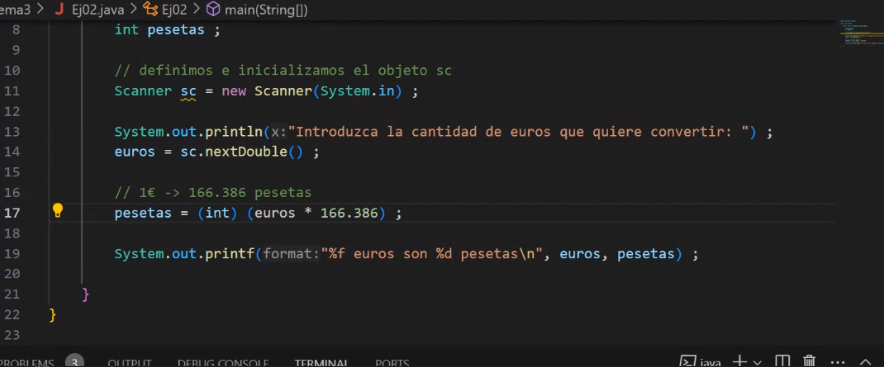 ema3 > J Ej02.java > Ej02 > main(String[])
8 int pesetas ;
9
10 // definimos e inicializamos el objeto sc
11 Scanner sc = new Scanner(System.in) ;
12
13 System.out.println(x:"Introduzca la cantidad de euros que quiere convertir: ") ;
14 euros = sc.nextDouble() ;
15
16 // 1€ -> 166.386 pesetas
17 pesetas = (int) (euros * 166.386) ;
18
19 System.out.printf(format:"%f euros son %d pesetas\n", euros, pesetas) ;
20
21 }
22 }
23
PROBLEMS 3 OUTPUT DEBUG CONSOLE TERMINAL PORTS java